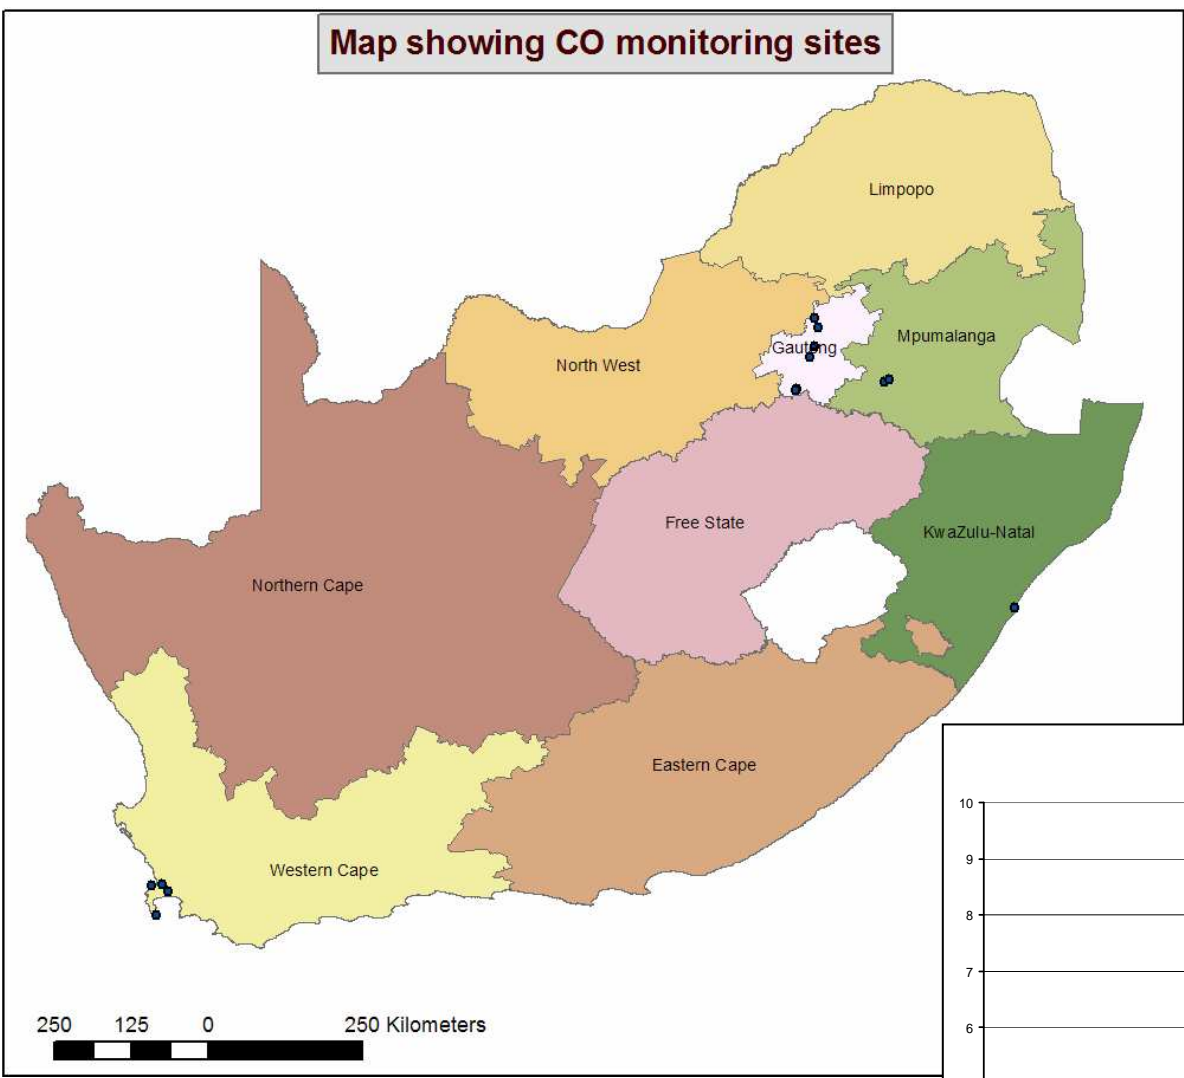 Map showing CO monitoring sites
Limpopo
Mpumalanga
Gauteng
North West
Free State
KwaZulu-Natal
Northern Cape
Eastern Cape
Western Cape
250 125 0 250 Kilometers
10
9
8
7
6